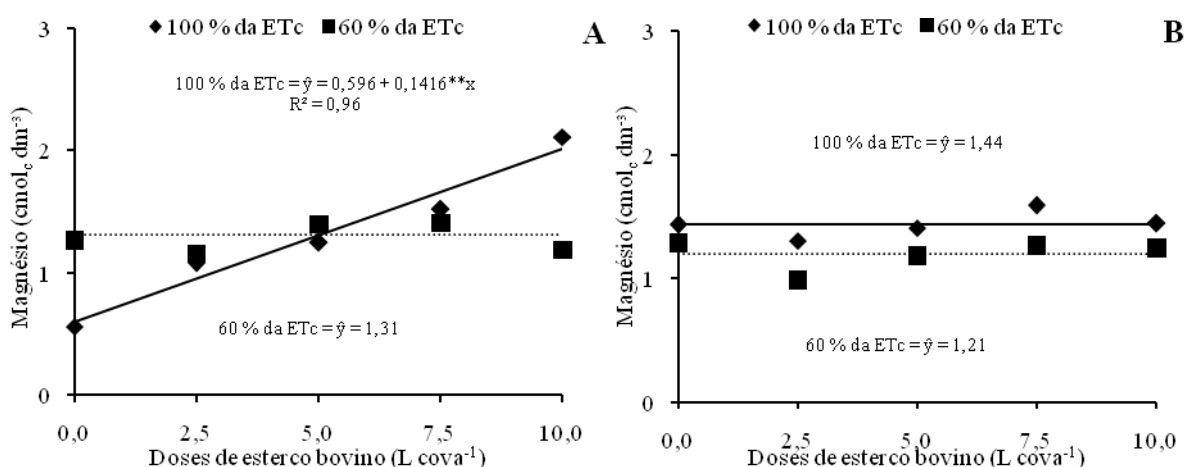 100 % da ETc 60 % da ETc
A
100 % da ETc = ŷ = 0,596 + 0,1416**x
R² = 0,96
60 % da ETc = ŷ = 1,31
Magnésio (cmolc dm-³)
3
2
1
0
0,0 2,5 5,0 7,5 10,0
Doses de esterco bovino (L cova-¹)
100 % da ETc 60 % da ETc
B
100 % da ETc = ŷ = 1,44
60 % da ETc = ŷ = 1,21
Magnésio (cmolc dm-³)
3
2
1
0
0,0 2,5 5,0 7,5 10,0
Doses de esterco bovino (L cova-¹)